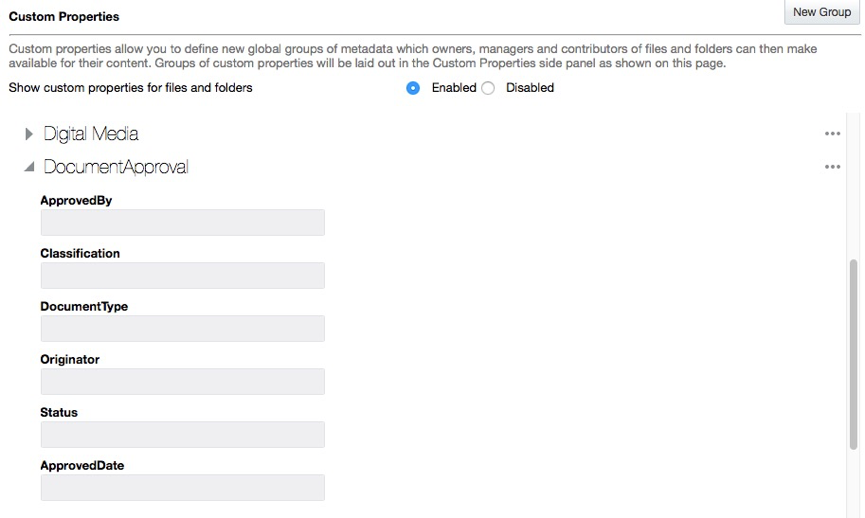 Custom Properties
New Group
Custom properties allow you to define new global groups of metadata which owners, managers and contributors of files and folders can then make
available for their content. Groups of custom properties will be laid out in the Custom Properties side panel as shown on this page.
Show custom properties for files and folders Enabled Disabled
Digital Media
DocumentApproval
ApprovedBy
Classification
DocumentType
Originator
Status
ApprovedDate